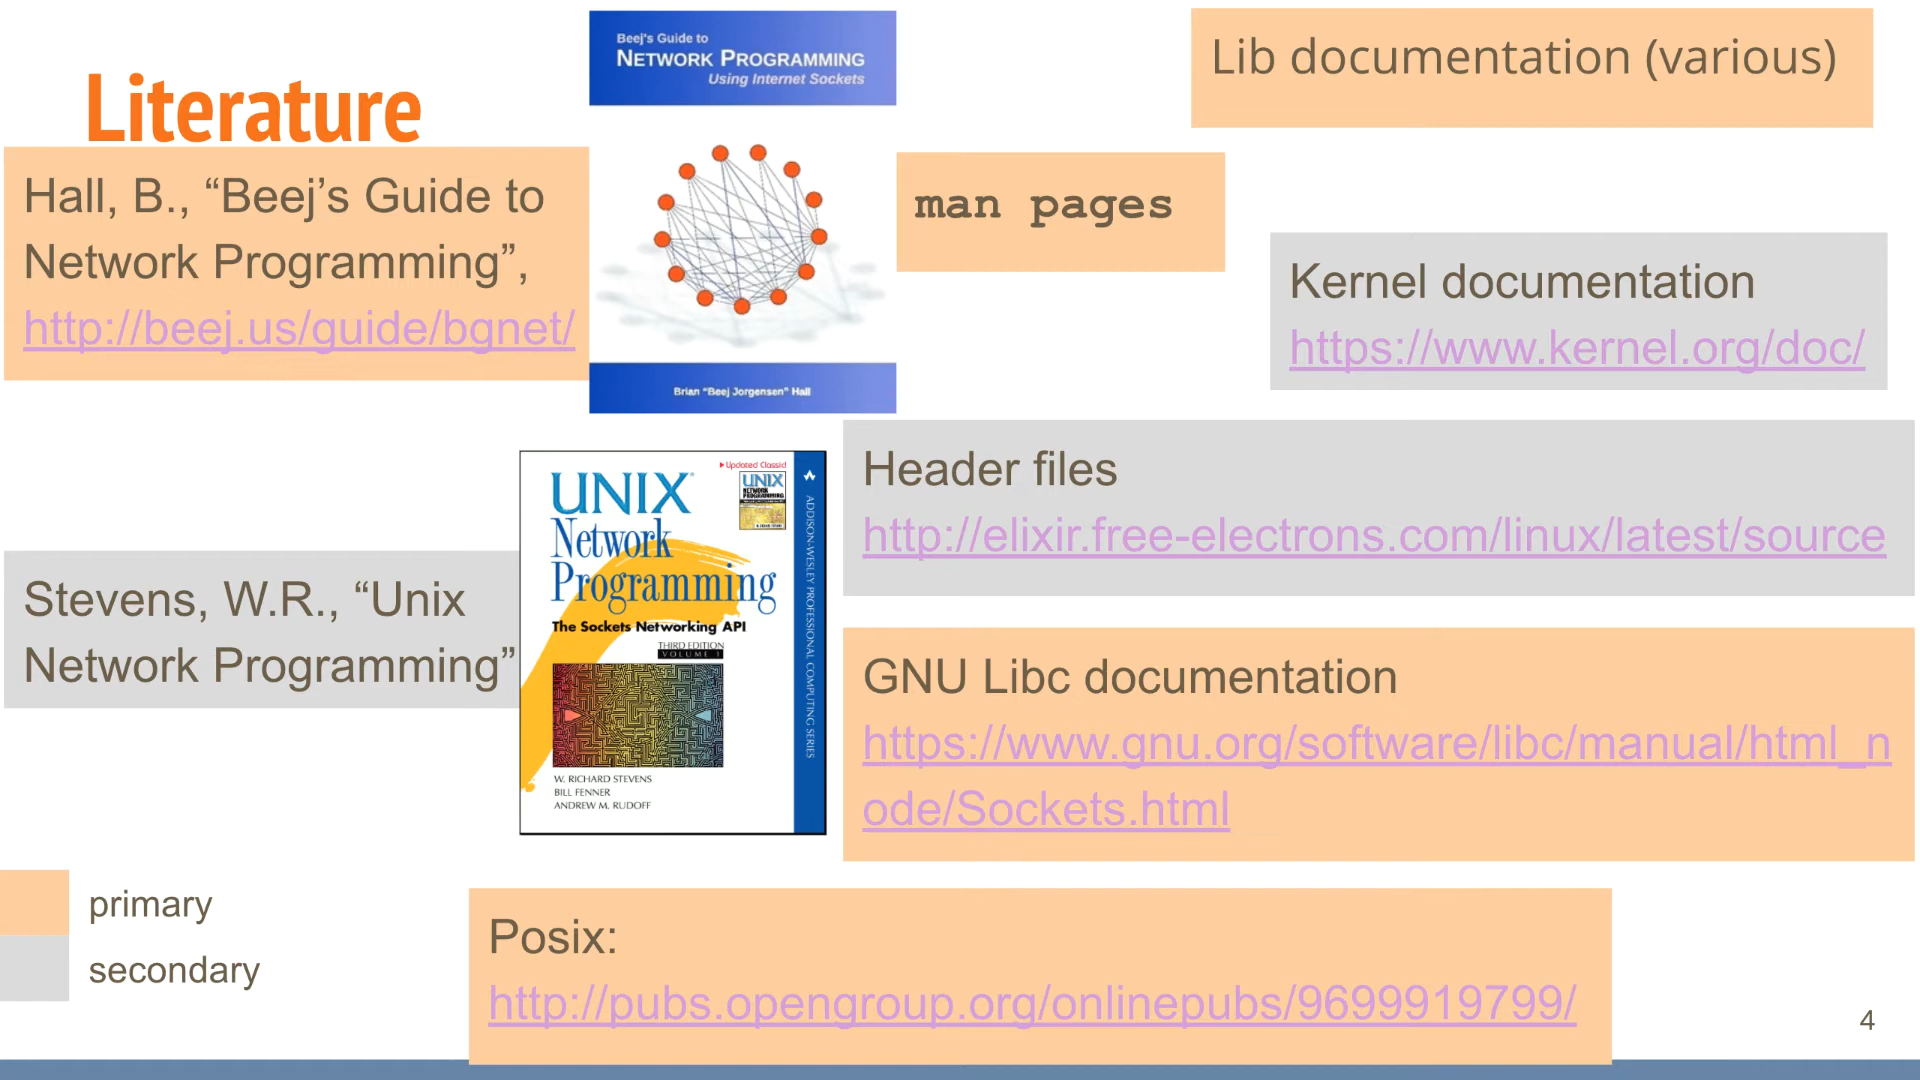 Literature
Hall, B., “Beej’s Guide to
Network Programming”,
http://beej.us/guide/bgnet/
Beej's Guide to
NETWORK PROGRAMMING
Using Internet Sockets
Brian “Beej Jorgensen” Hall
Lib documentation (various)
man pages
Kernel documentation
https://www.kernel.org/doc/
Header files
http://elixir.free-electrons.com/linux/latest/source
Stevens, W.R., “Unix
Network Programming”
Updated Classic!
UNIX
NETWORK
PROGRAMMING
UNIX
Network
Programming
The Sockets Networking API
THIRD EDITION
VOLUME 1
W. RICHARD STEVENS
BILL FENNER
ANDREW M. RUDOFF
ADDISON-WESLEY PROFESSIONAL COMPUTING SERIES
GNU Libc documentation
https://www.gnu.org/software/libc/manual/html_n
ode/Sockets.html
primary
secondary
Posix:
http://pubs.opengroup.org/onlinepubs/9699919799/
4